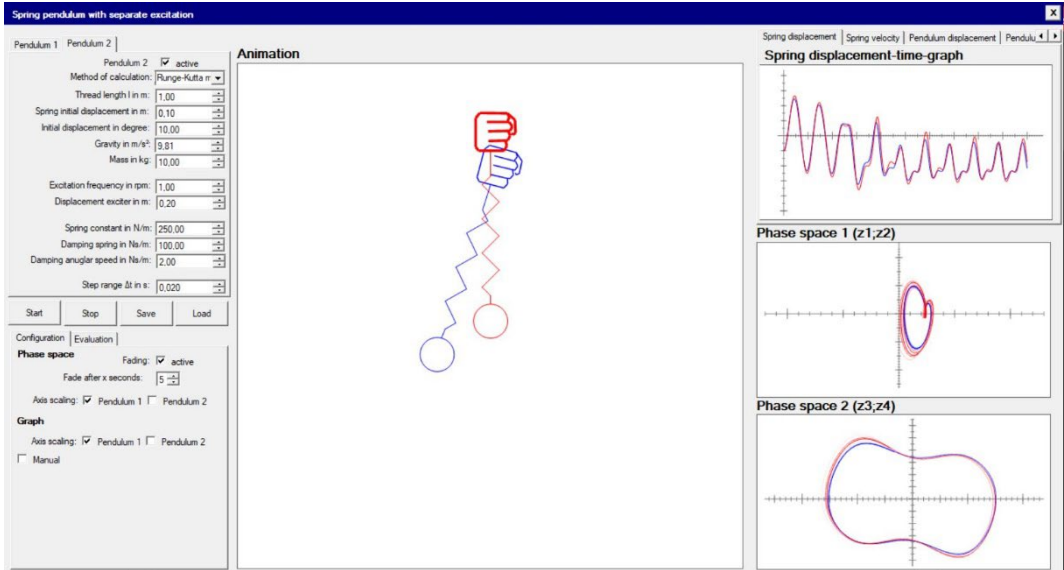 Spring pendulum with separate excitation
x
Pendulum 1 Pendulum 2
Pendulum 2 active
Method of calculation: Runge-Kutta m
Thread length l in m: 1,00
Spring initial displacement in m: 0,10
Initial displacement in degree: 10,00
Gravity in m/s²: 9,81
Mass in kg: 10,00
Excitation frequency in rpm: 1,00
Displacement exciter in m: 0,20
Spring constant in N/m: 250,00
Damping spring in Ns/m: 100,00
Damping anuglar speed in Ns/m: 2,00
Step range Δt in s: 0,020
Start Stop Save Load
Configuration Evaluation
Phase space
Fading: active
Fade after x seconds: 5
Axis scaling: Pendulum 1 Pendulum 2
Graph
Axis scaling: Pendulum 1 Pendulum 2
Manual
Animation
Spring displacement Spring velocity Pendulum displacement Pendulu
Spring displacement-time-graph
Phase space 1 (z1;z2)
Phase space 2 (z3;z4)